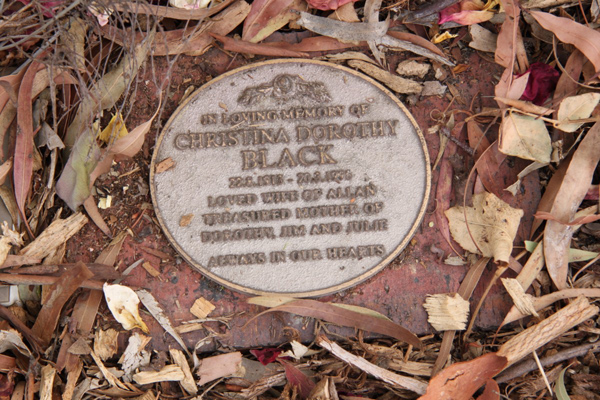 IN LOVING MEMORY OF
CHRISTINA DOROTHY
BLACK
LOVED WIFE OF ALLAN
TREASURED MOTHER OF
DOROTHY, JIM AND JULIE
ALWAYS IN OUR HEARTS